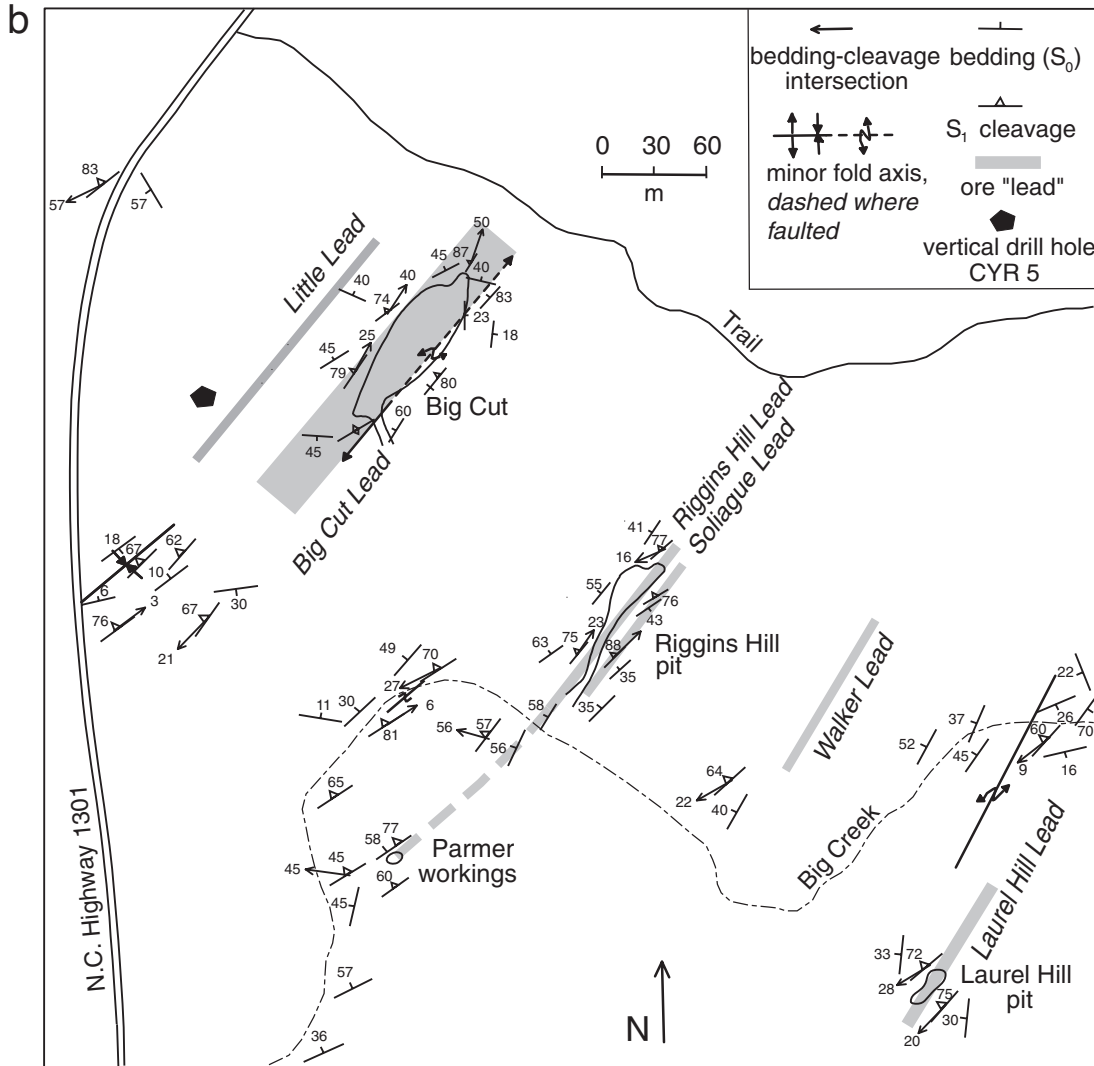 b
bedding-cleavage
intersection
bedding (S0)
S1 cleavage
minor fold axis,
dashed where
faulted
ore "lead"
vertical drill hole
CYR 5
0 30 60
m
83
57
57
Little Lead
50
45
87
40
40
74
40
83
23
18
25
45
79
80
Big Cut
60
45
Big Cut Lead
Trail
Riggins Hill Lead
Soliague Lead
18
67
62
10
6
3
76
67
30
21
41
77
16
55
76
23
43
75
63
88
35
35
58
Riggins Hill
pit
49
70
27
30
11
6
81
56
57
56
Walker Lead
64
22
40
52
37
45
22
26
60
70
9
16
65
77
58
45
45
60
45
Parmer
workings
Big Creek
N.C. Highway 1301
57
36
N
Laurel Hill Lead
33
72
28
75
30
20
Laurel Hill
pit